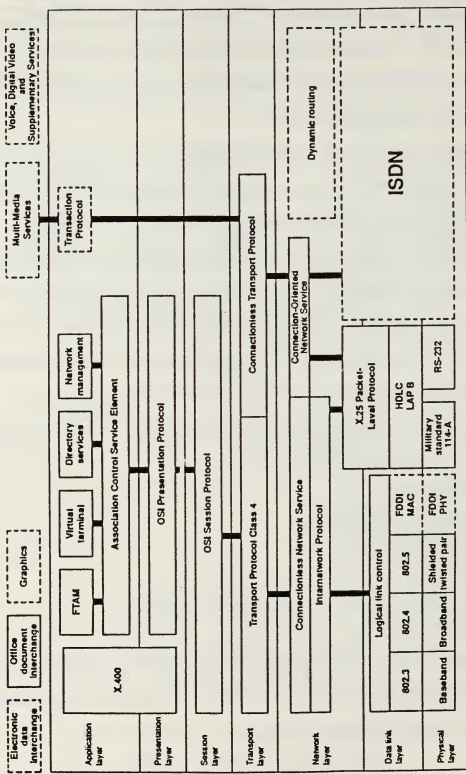 Electronic
data
interchange
Office
document
interchange
Graphics
Multi-Media
Services
Voice, Digital Video
and
Supplementary Services
Application
layer
X.400
FTAM
Virtual
terminal
Directory
services
Network
management
Transaction
Protocol
Association Control Service Element
Presentation
layer
OSI Presentation Protocol
Session
layer
OSI Session Protocol
Transport
layer
Transport Protocol Class 4
Connectionless Transport Protocol
Network
layer
Connectionless Network Service
Connection-Oriented
Network Service
Dynamic routing
Internetwork Protocol
X.25 Packet-
Level Protocol
ISDN
Data link
layer
Logical link control
802.3
802.4
802.5
FDDI
MAC
HDLC
LAP B
Physical
layer
Baseband
Broadband
Shielded
twisted pair
FDDI
PHY
Military
standard
114-A
RS-232